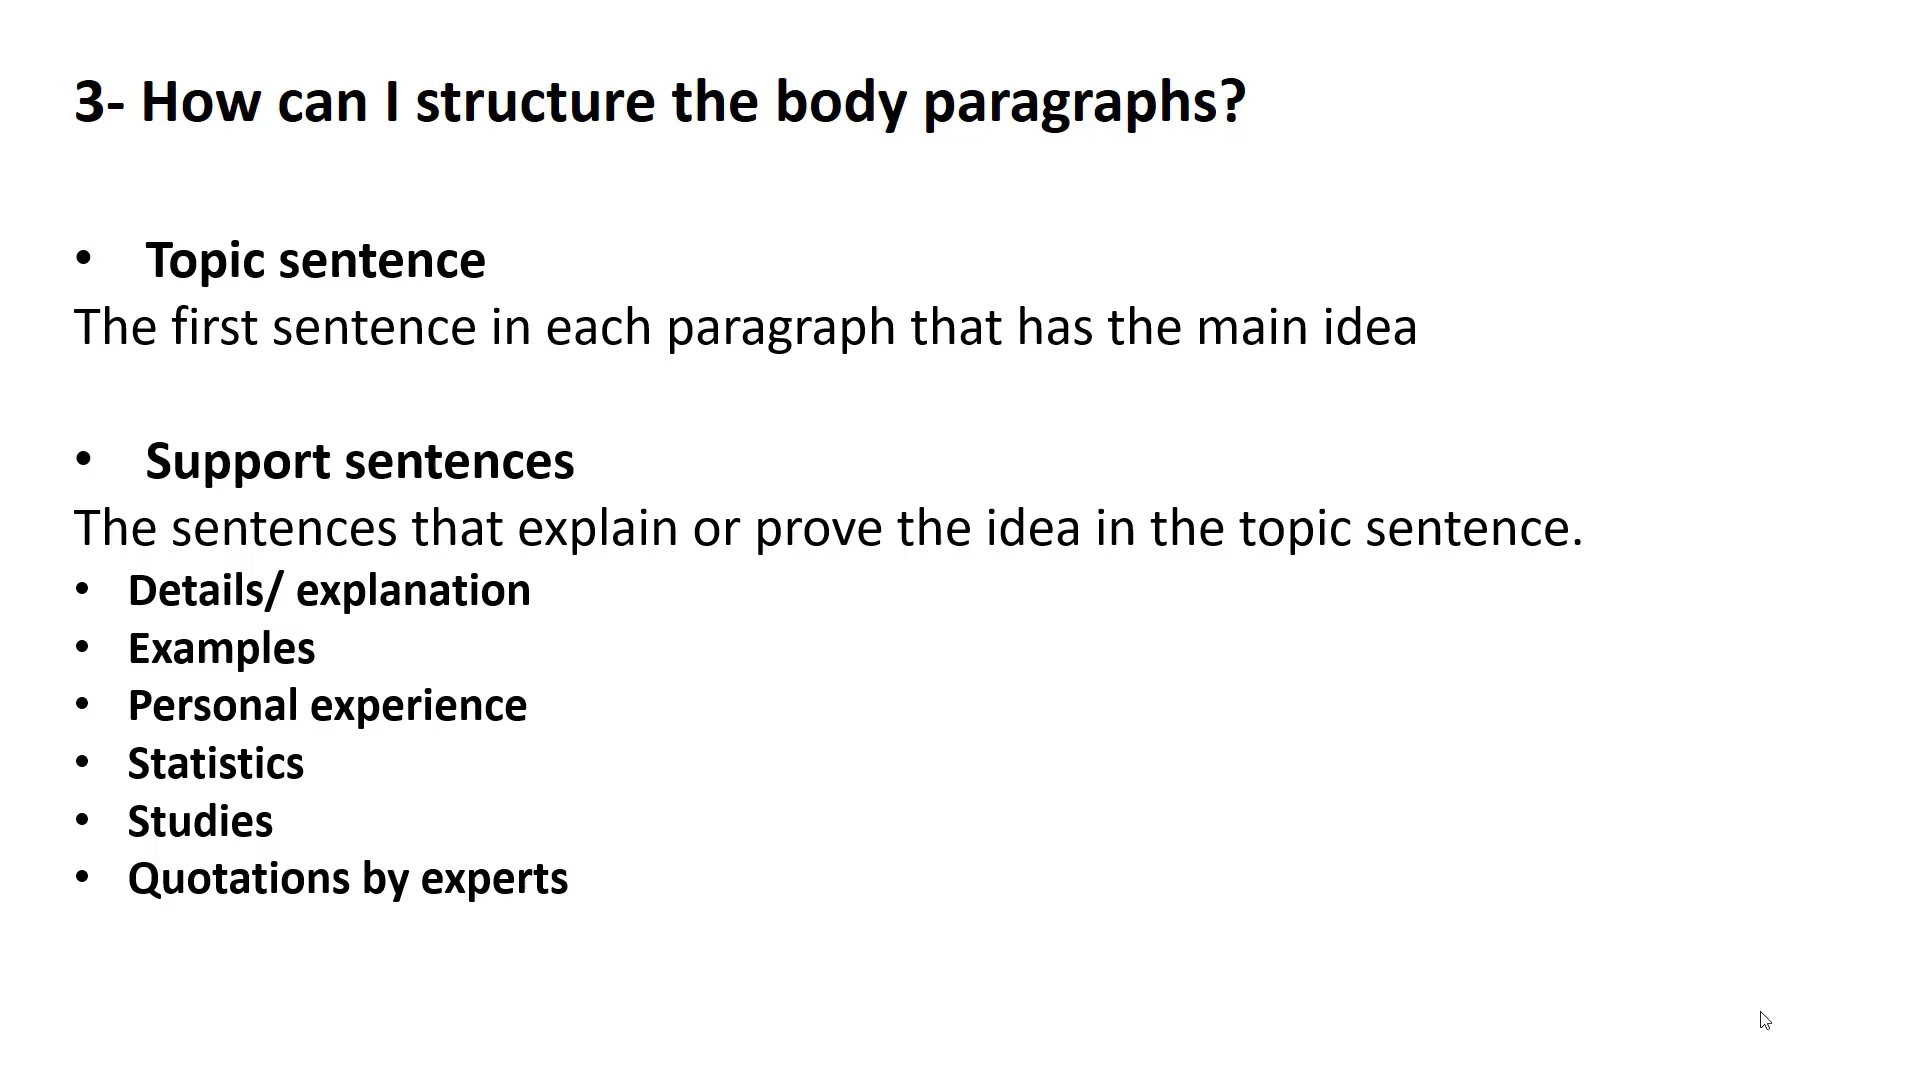 3- How can I structure the body paragraphs?
• Topic sentence
The first sentence in each paragraph that has the main idea
• Support sentences
The sentences that explain or prove the idea in the topic sentence.
• Details/ explanation
• Examples
• Personal experience
• Statistics
• Studies
• Quotations by experts